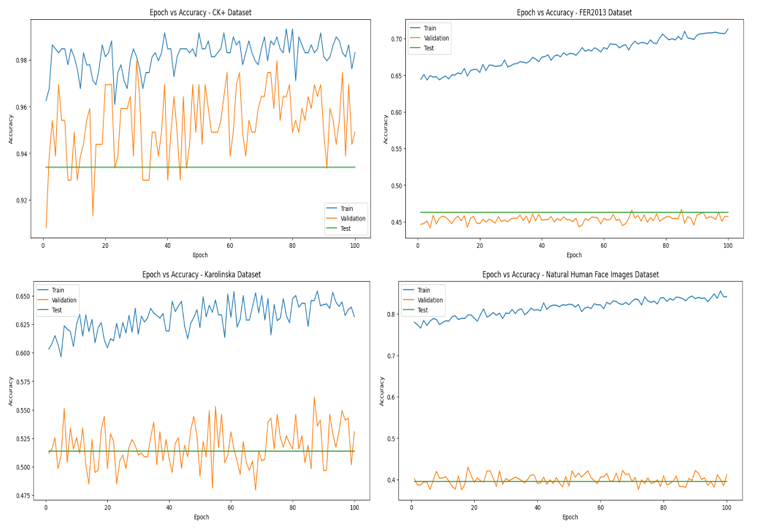 Epoch vs Accuracy - CK+ Dataset
Accuracy
0.98
0.96
0.94
0.92
0 20 40 60 80 100
Epoch
Train
Validation
Test
Epoch vs Accuracy - FER2013 Dataset
Accuracy
0.70
0.65
0.60
0.55
0.50
0.45
0 20 40 60 80 100
Epoch
Train
Validation
Test
Epoch vs Accuracy - Karolinska Dataset
Accuracy
0.650
0.625
0.600
0.575
0.550
0.525
0.500
0.475
0 20 40 60 80 100
Epoch
Train
Validation
Test
Epoch vs Accuracy - Natural Human Face Images Dataset
Accuracy
0.8
0.7
0.6
0.5
0.4
0 20 40 60 80 100
Epoch
Train
Validation
Test